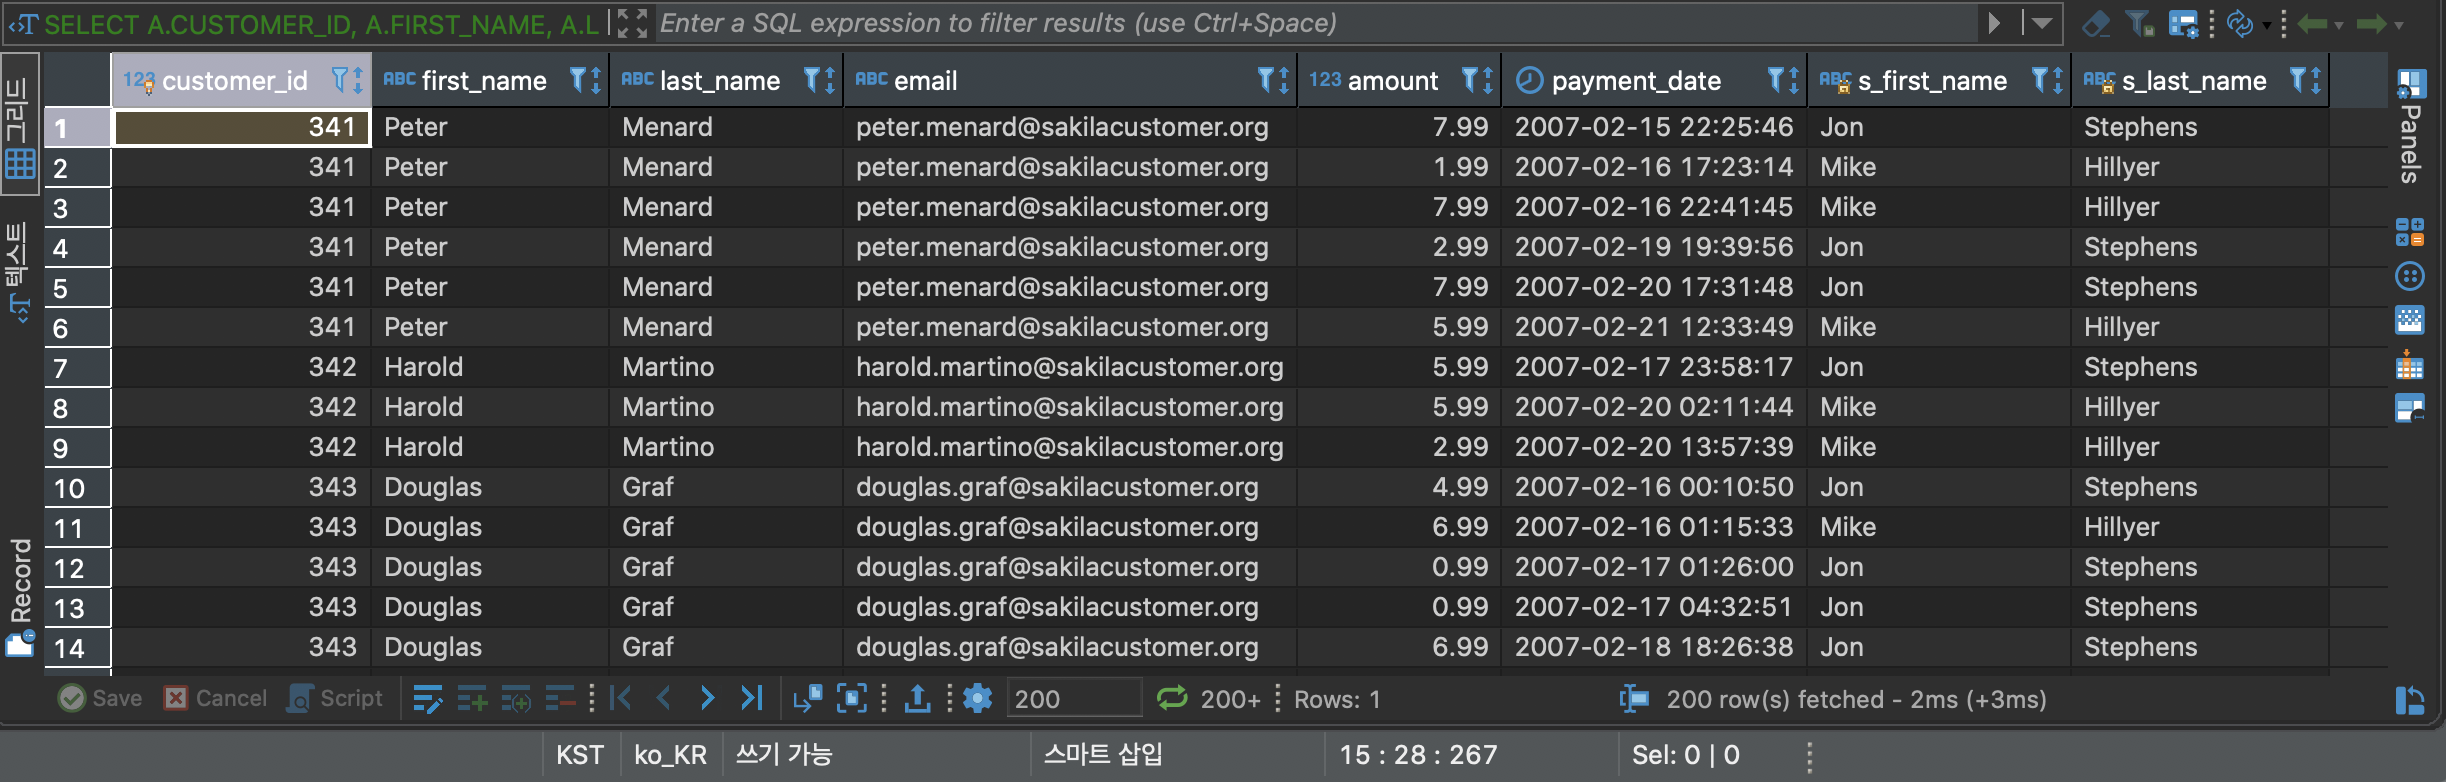 SELECT A.CUSTOMER_ID, A.FIRST_NAME, A.L Enter a SQL expression to filter results (use Ctrl+Space)
123 customer_id ABC first_name ABC last_name ABC email 123 amount payment_date ABC s_first_name ABC s_last_name
1 341 Peter Menard peter.menard@sakilacustomer.org 7.99 2007-02-15 22:25:46 Jon Stephens
2 341 Peter Menard peter.menard@sakilacustomer.org 1.99 2007-02-16 17:23:14 Mike Hillyer
3 341 Peter Menard peter.menard@sakilacustomer.org 7.99 2007-02-16 22:41:45 Mike Hillyer
4 341 Peter Menard peter.menard@sakilacustomer.org 2.99 2007-02-19 19:39:56 Jon Stephens
5 341 Peter Menard peter.menard@sakilacustomer.org 7.99 2007-02-20 17:31:48 Jon Stephens
6 341 Peter Menard peter.menard@sakilacustomer.org 5.99 2007-02-21 12:33:49 Mike Hillyer
7 342 Harold Martino harold.martino@sakilacustomer.org 5.99 2007-02-17 23:58:17 Jon Stephens
8 342 Harold Martino harold.martino@sakilacustomer.org 5.99 2007-02-20 02:11:44 Mike Hillyer
9 342 Harold Martino harold.martino@sakilacustomer.org 2.99 2007-02-20 13:57:39 Mike Hillyer
10 343 Douglas Graf douglas.graf@sakilacustomer.org 4.99 2007-02-16 00:10:50 Jon Stephens
11 343 Douglas Graf douglas.graf@sakilacustomer.org 6.99 2007-02-16 01:15:33 Mike Hillyer
12 343 Douglas Graf douglas.graf@sakilacustomer.org 0.99 2007-02-17 01:26:00 Jon Stephens
13 343 Douglas Graf douglas.graf@sakilacustomer.org 0.99 2007-02-17 04:32:51 Jon Stephens
14 343 Douglas Graf douglas.graf@sakilacustomer.org 6.99 2007-02-18 18:26:38 Jon Stephens
그리드
텍스트
Record
Panels
Save Cancel Script 200 200+ Rows: 1 200 row(s) fetched - 2ms (+3ms)
KST ko_KR 쓰기 가능 스마트 삽입 15 : 28 : 267 Sel: 0 | 0